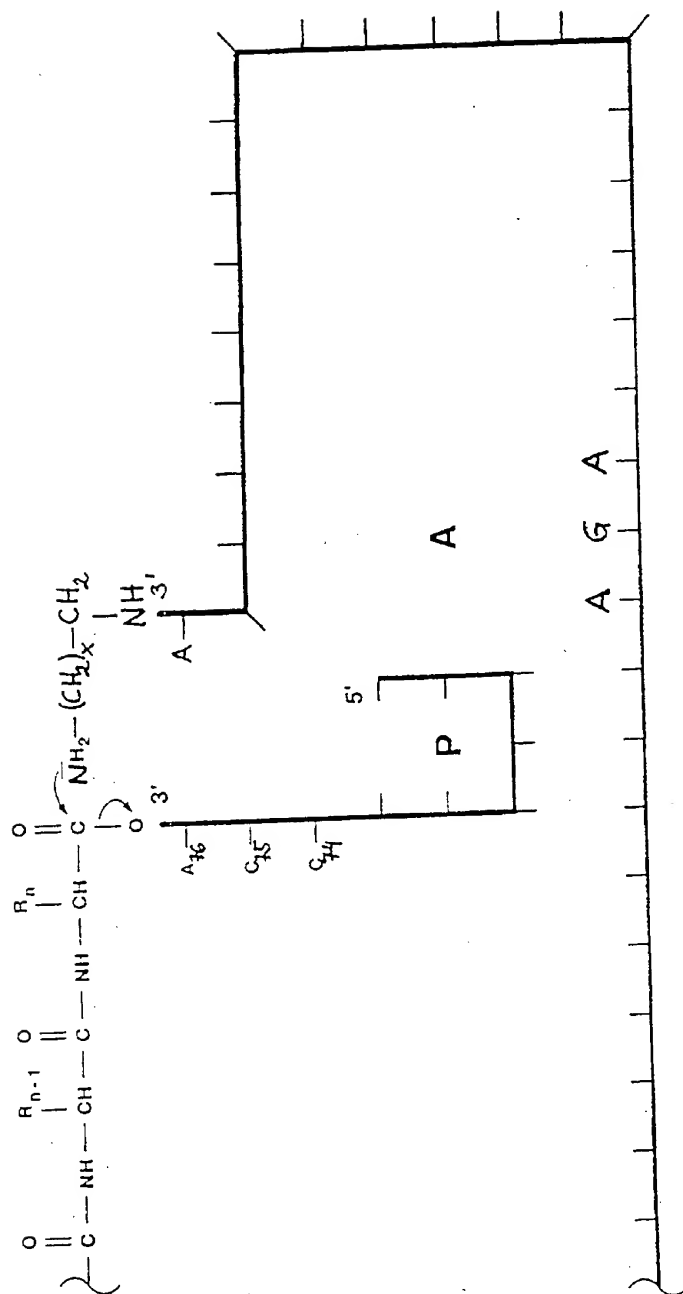 O O O
R n-1 R n
C — NH — CH — C — NH — CH — C NH2—(CH2)x—CH2
O NH
3' 3'
A76 A
C75
C74
5'
P A
A G A